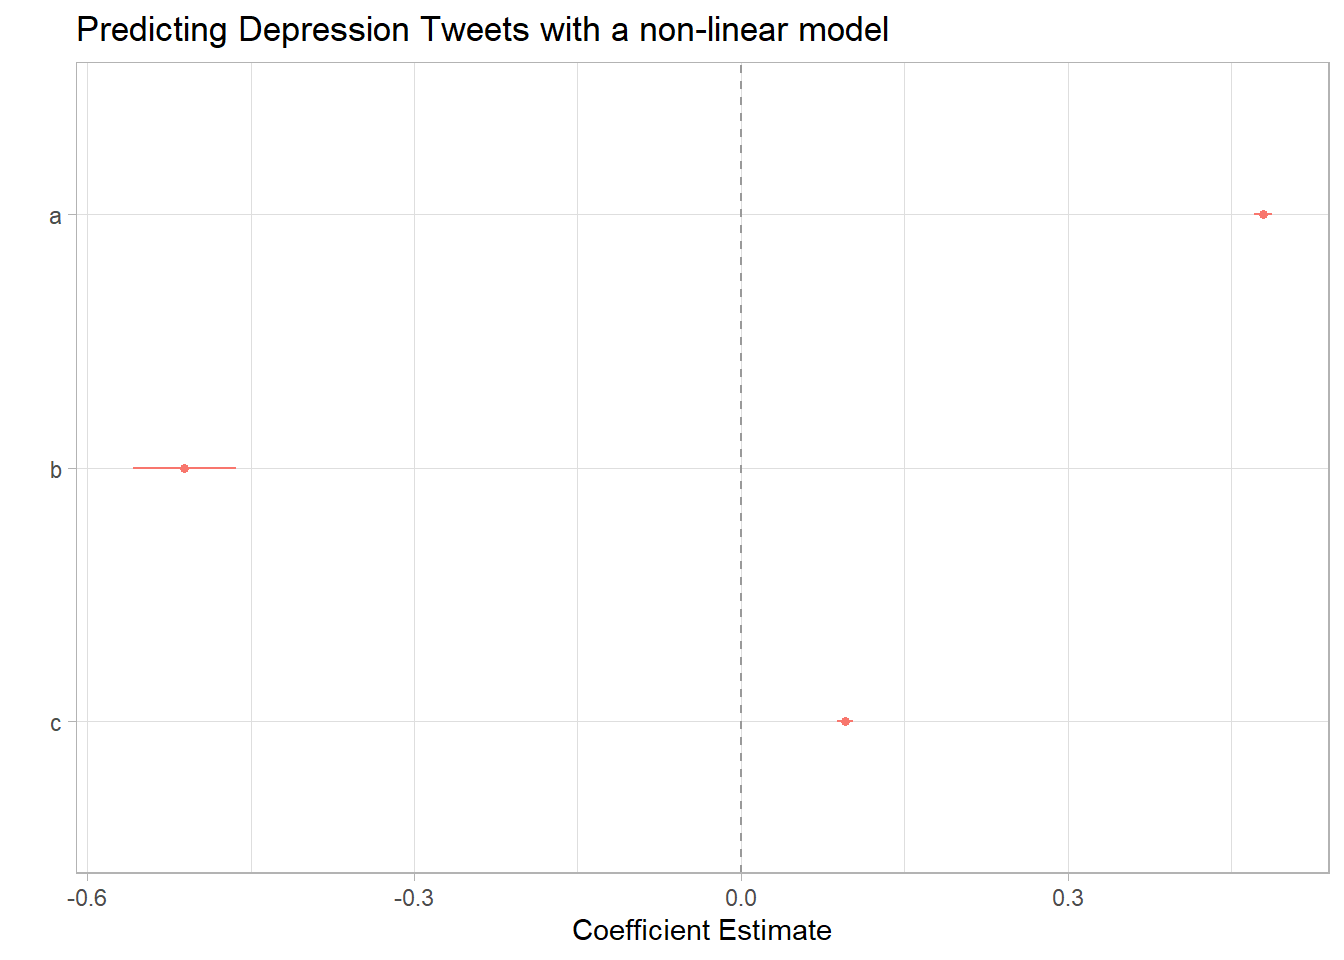 Predicting Depression Tweets with a non-linear model
a
b
c
-0.6 -0.3 0.0 0.3
Coefficient Estimate